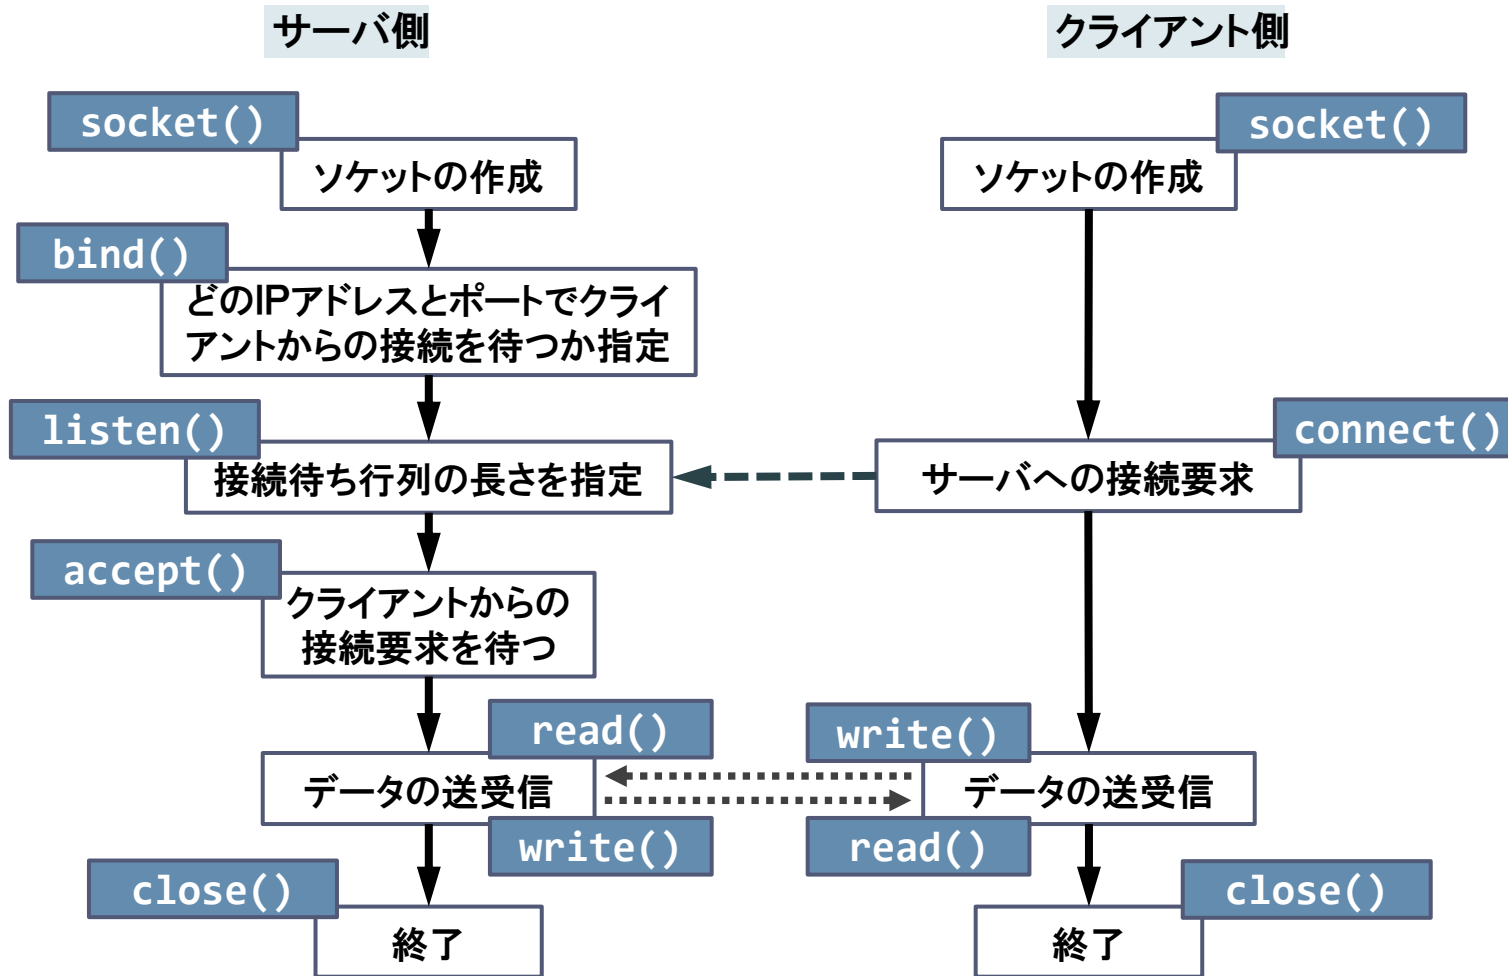 サーバ側
クライアント側
socket()
ソケットの作成
socket()
ソケットの作成
bind()
どのIPアドレスとポートでクライ
アントからの接続を待つか指定
listen()
接続待ち行列の長さを指定
connect()
サーバへの接続要求
accept()
クライアントからの
接続要求を待つ
read()
データの送受信
write()
write()
データの送受信
read()
close()
終了
close()
終了